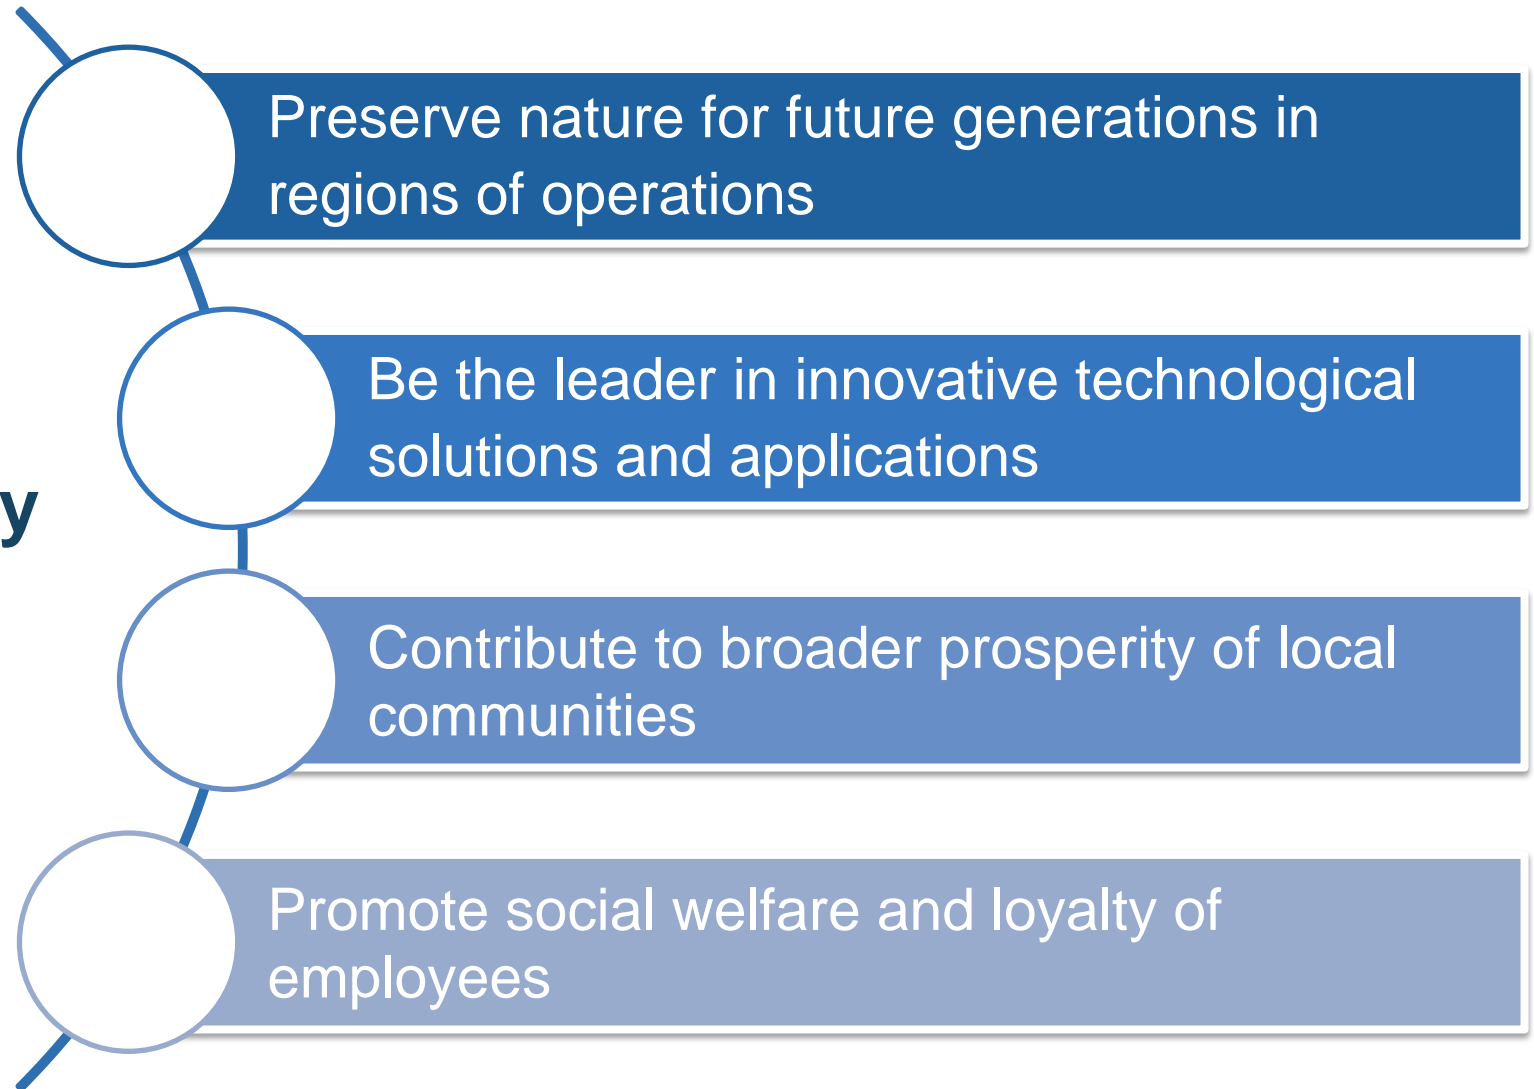 Preserve nature for future generations in
regions of operations
Be the leader in innovative technological
solutions and applications
y
Contribute to broader prosperity of local
communities
Promote social welfare and loyalty of
employees